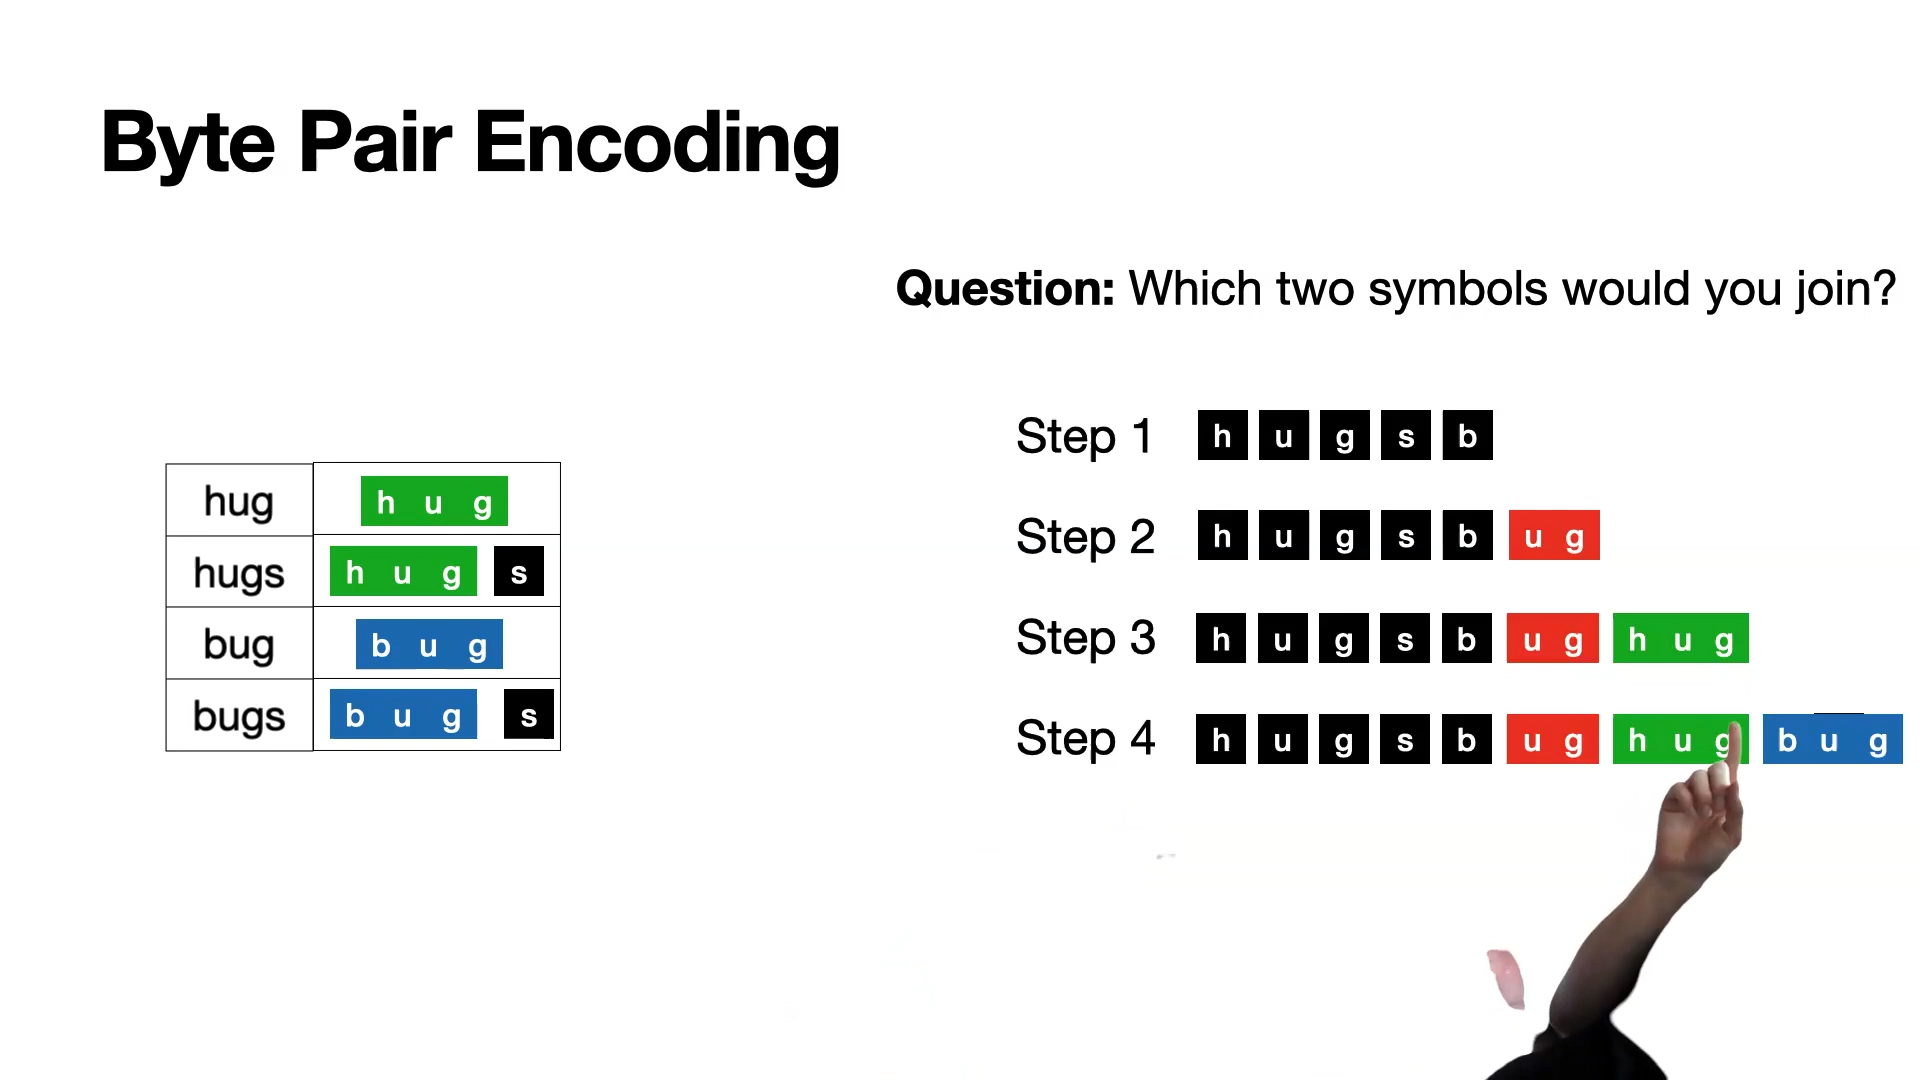 Byte Pair Encoding
Question: Which two symbols would you join?
hug h u g
hugs h u g s
bug b u g
bugs b u g s
Step 1 h u g s b
Step 2 h u g s b u g
Step 3 h u g s b u g h u g
Step 4 h u g s b u g h u g b u g